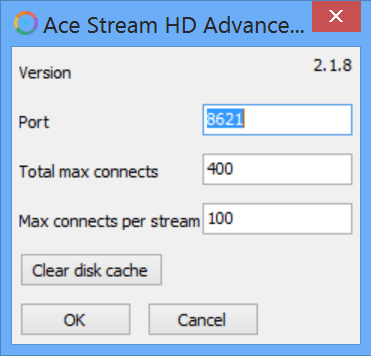 Ace Stream HD Advance...
Version 2.1.8
Port 8621
Total max connects 400
Max connects per stream 100
Clear disk cache
OK Cancel